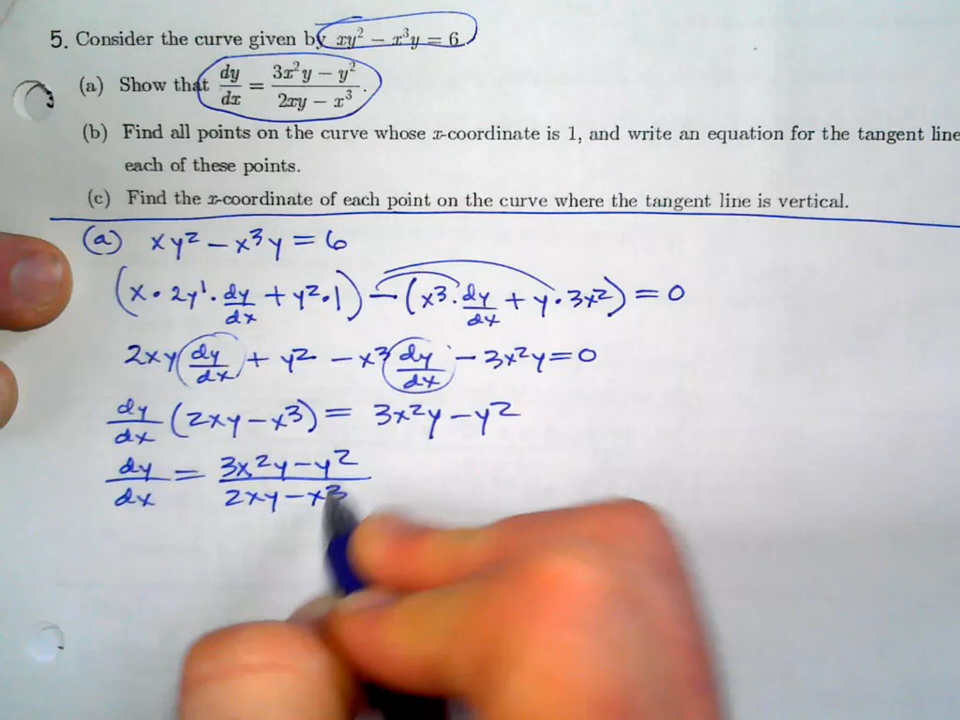 5. Consider the curve given by xy² − x³y = 6.
(a) Show that dy/dx = (3x²y − y²)/(2xy − x³).
(b) Find all points on the curve whose x-coordinate is 1, and write an equation for the tangent line
each of these points.
(c) Find the x-coordinate of each point on the curve where the tangent line is vertical.
(a) xy² − x³y = 6
(x · 2y¹ · dy/dx + y² · 1) − (x³ · dy/dx + y · 3x²) = 0
2xy dy/dx + y² − x³ dy/dx − 3x²y = 0
dy/dx (2xy − x³) = 3x²y − y²
dy/dx = (3x²y − y²)/(2xy − x³)